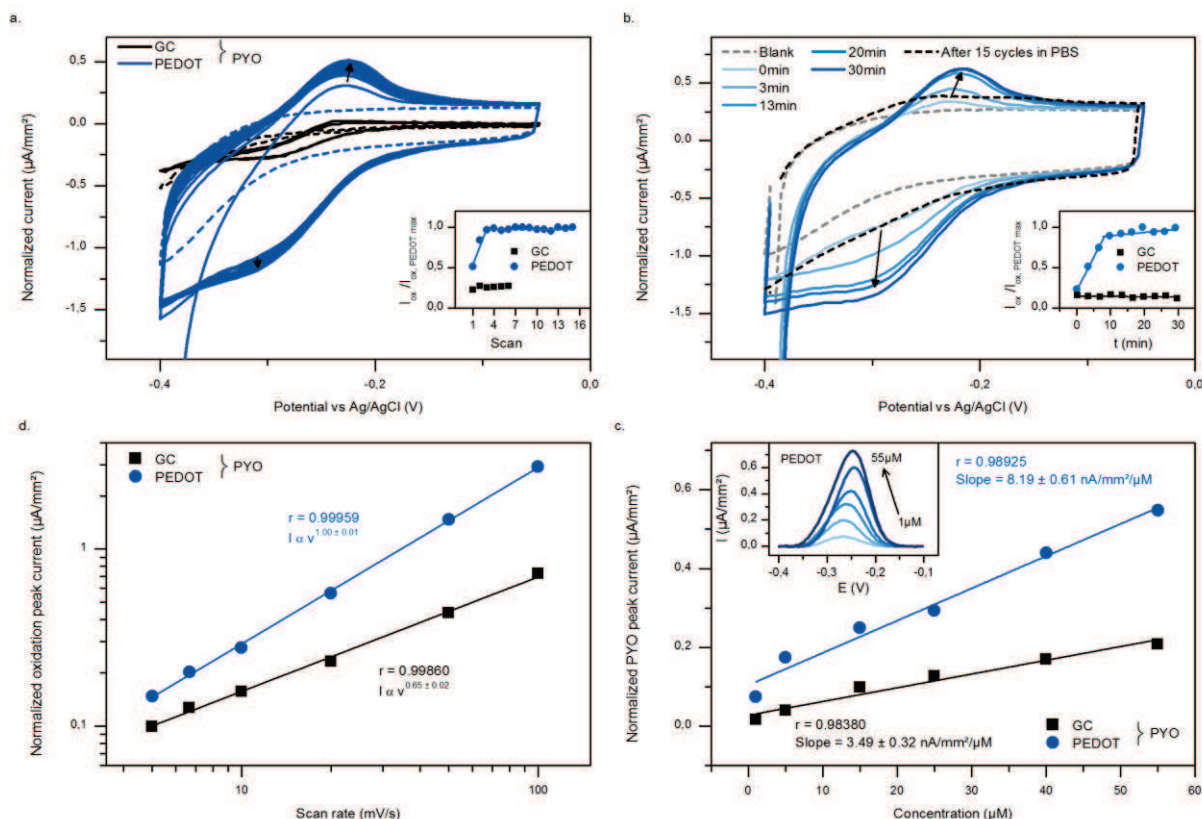 a.
GC
PEDOT
} PYO
Normalized current (µA/mm²)
0,5
0,0
-0,5
-1,0
-1,5
-0,4
-0,2
0,0
Potential vs Ag/AgCl (V)
I ox /I ox, PEDOT max
1,0
0,5
0,0
GC
PEDOT
1 4 7 10 13 16
Scan
b.
Blank
0min
3min
13min
20min
30min
After 15 cycles in PBS
Normalized current (µA/mm²)
0,5
0,0
-0,5
-1,0
-1,5
-0,4
-0,2
0,0
Potential vs Ag/AgCl (V)
I ox /I ox, PEDOT max
1,0
0,5
0,0
GC
PEDOT
0 10 20 30
t (min)
d.
GC
PEDOT
} PYO
Normalized oxidation peak current (µA/mm²)
1
0,1
r = 0.99959
I α v 1.00 ± 0.01
r = 0.99860
I α v 0.65 ± 0.02
10
100
Scan rate (mV/s)
c.
Normalized PYO peak current (µA/mm²)
0,6
0,4
0,2
0,0
PEDOT
55µM
1µM
I (µA/mm²)
0,6
0,4
0,2
0,0
-0,4 -0,3 -0,2 -0,1
E (V)
r = 0.98925
Slope = 8.19 ± 0.61 nA/mm²/µM
r = 0.98380
Slope = 3.49 ± 0.32 nA/mm²/µM
GC
PEDOT
} PYO
0 10 20 30 40 50 60
Concentration (µM)